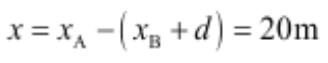 x = x_A − (x_B + d) = 20m